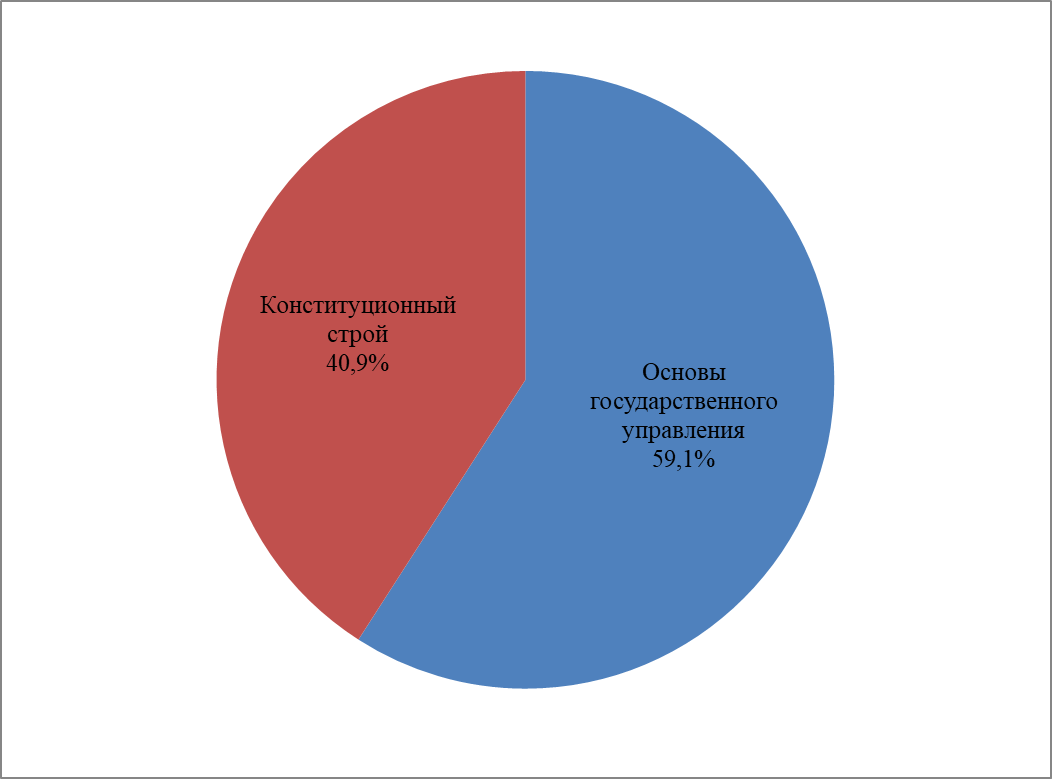 Конституционный
строй
40,9%
Основы
государственного
управления
59,1%